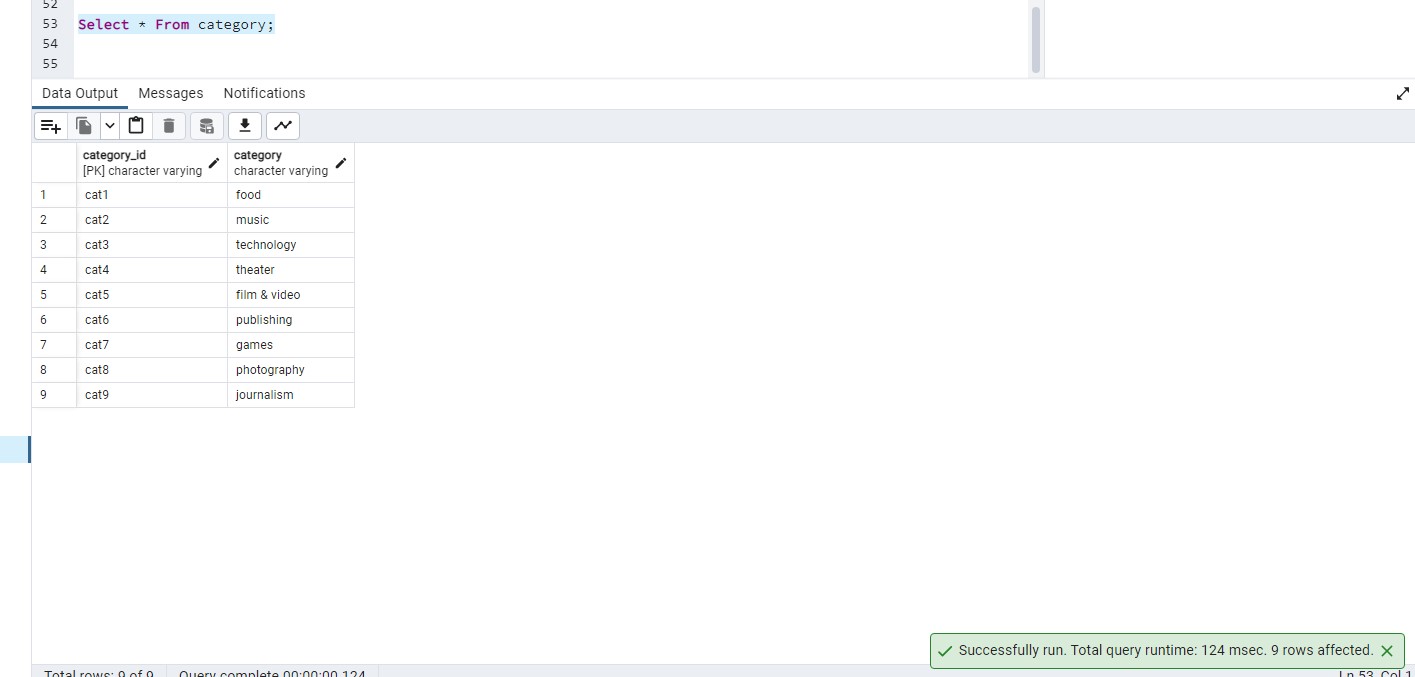 52
53 Select * From category;
54
55
Data Output Messages Notifications
category_id category
[PK] character varying character varying
1 cat1 food
2 cat2 music
3 cat3 technology
4 cat4 theater
5 cat5 film & video
6 cat6 publishing
7 cat7 games
8 cat8 photography
9 cat9 journalism
Successfully run. Total query runtime: 124 msec. 9 rows affected.
Total rows: 9 of 9 Query complete 00:00:00.124 Ln 53, Col 1